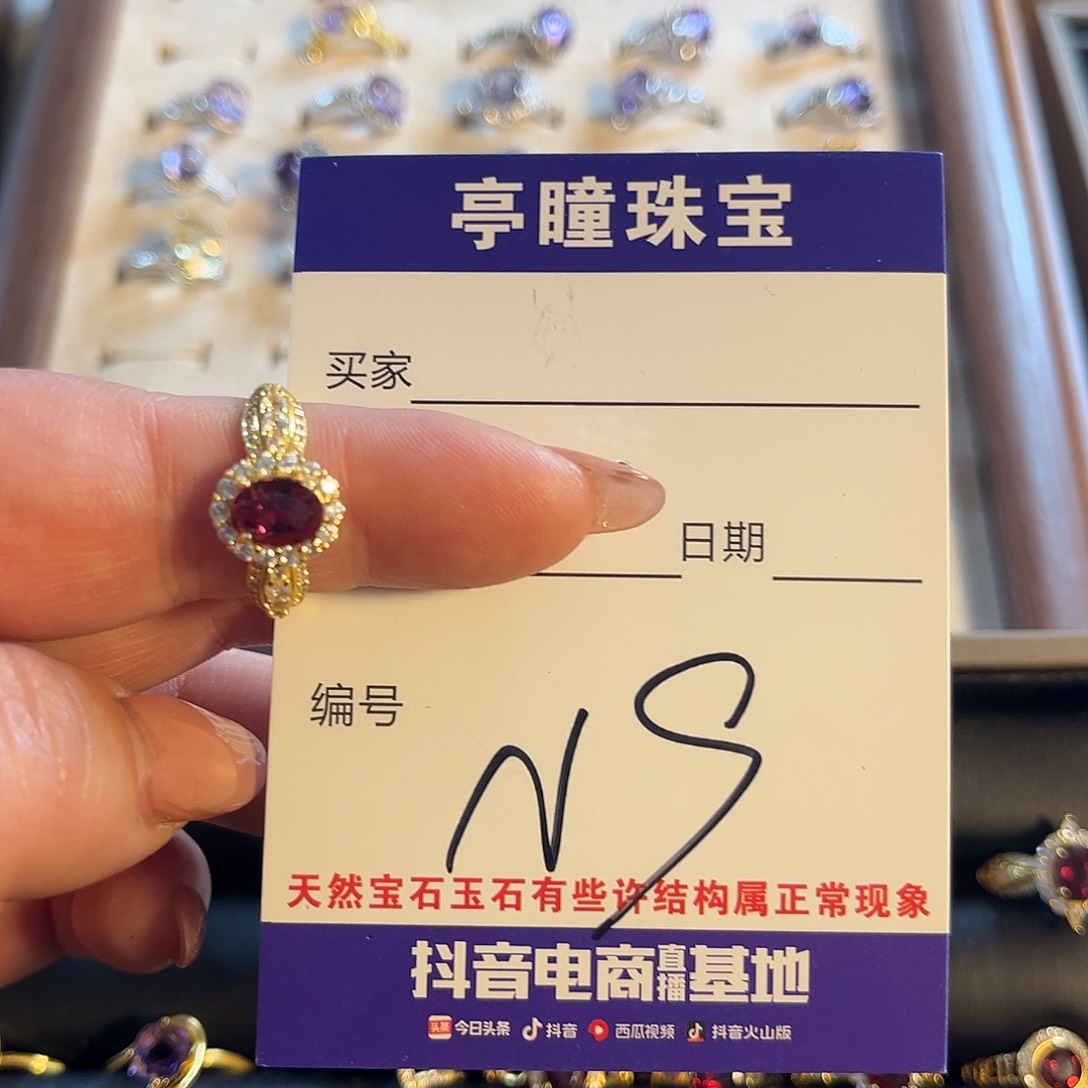 亭瞳珠宝
买家
日期
编号 NS
天然宝石玉石有些许结构属正常现象
抖音电商直播基地
头条 今日头条 抖音 西瓜视频 抖音火山版